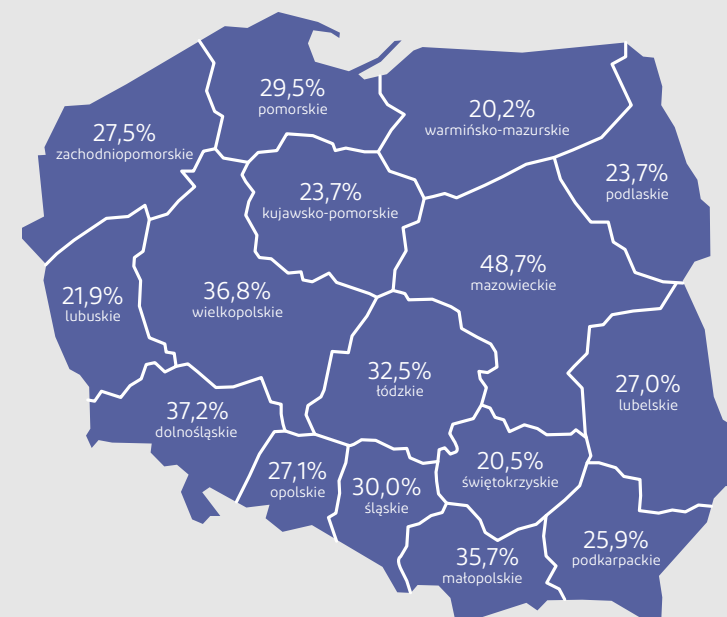 29,5%
pomorskie
20,2%
warmińsko-mazurskie
27,5%
zachodniopomorskie
23,7%
podlaskie
23,7%
kujawsko-pomorskie
48,7%
mazowieckie
21,9%
lubuskie
36,8%
wielkopolskie
32,5%
łódzkie
27,0%
lubelskie
37,2%
dolnośląskie
27,1%
opolskie
30,0%
śląskie
20,5%
świętokrzyskie
35,7%
małopolskie
25,9%
podkarpackie